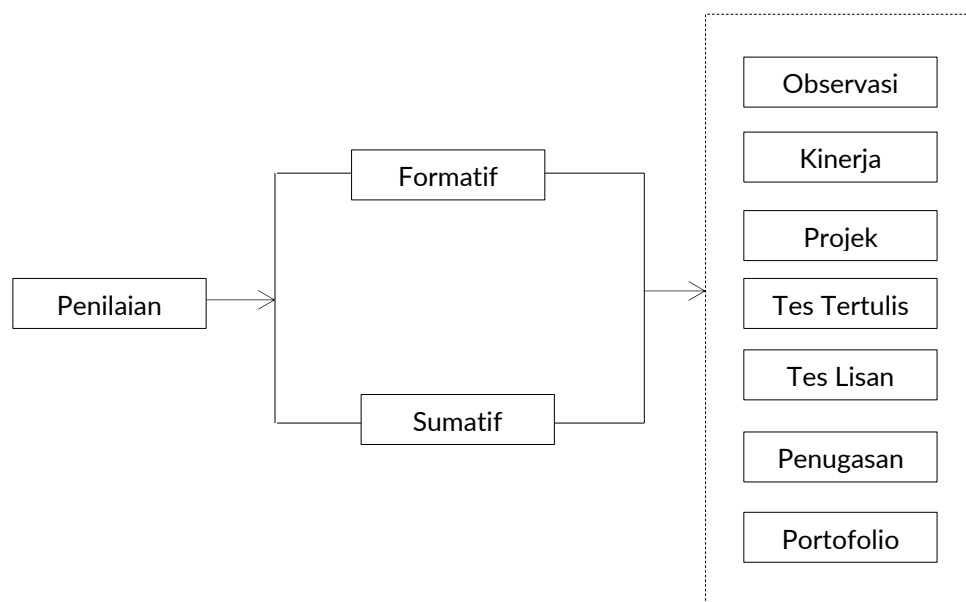 Penilaian
Formatif
Sumatif
Observasi
Kinerja
Projek
Tes Tertulis
Tes Lisan
Penugasan
Portofolio